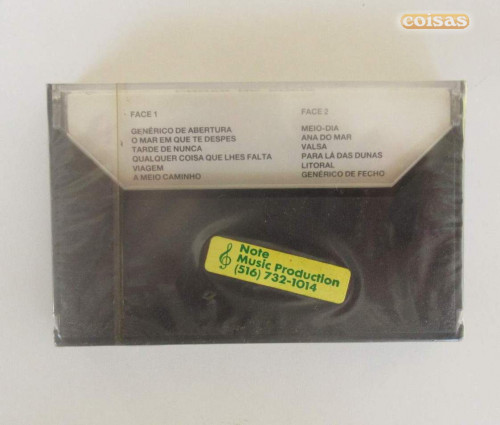 coisas
FACE 1
GENÉRICO DE ABERTURA
O MAR EM QUE TE DESPES
TARDE DE NUNCA
QUALQUER COISA QUE LHES FALTA
VIAGEM
A MEIO CAMINHO
FACE 2
MEIO-DIA
ANA DO MAR
VALSA
PARA LÁ DAS DUNAS
LITORAL
GENÉRICO DE FECHO
Note
Music Production
(516) 732-1014